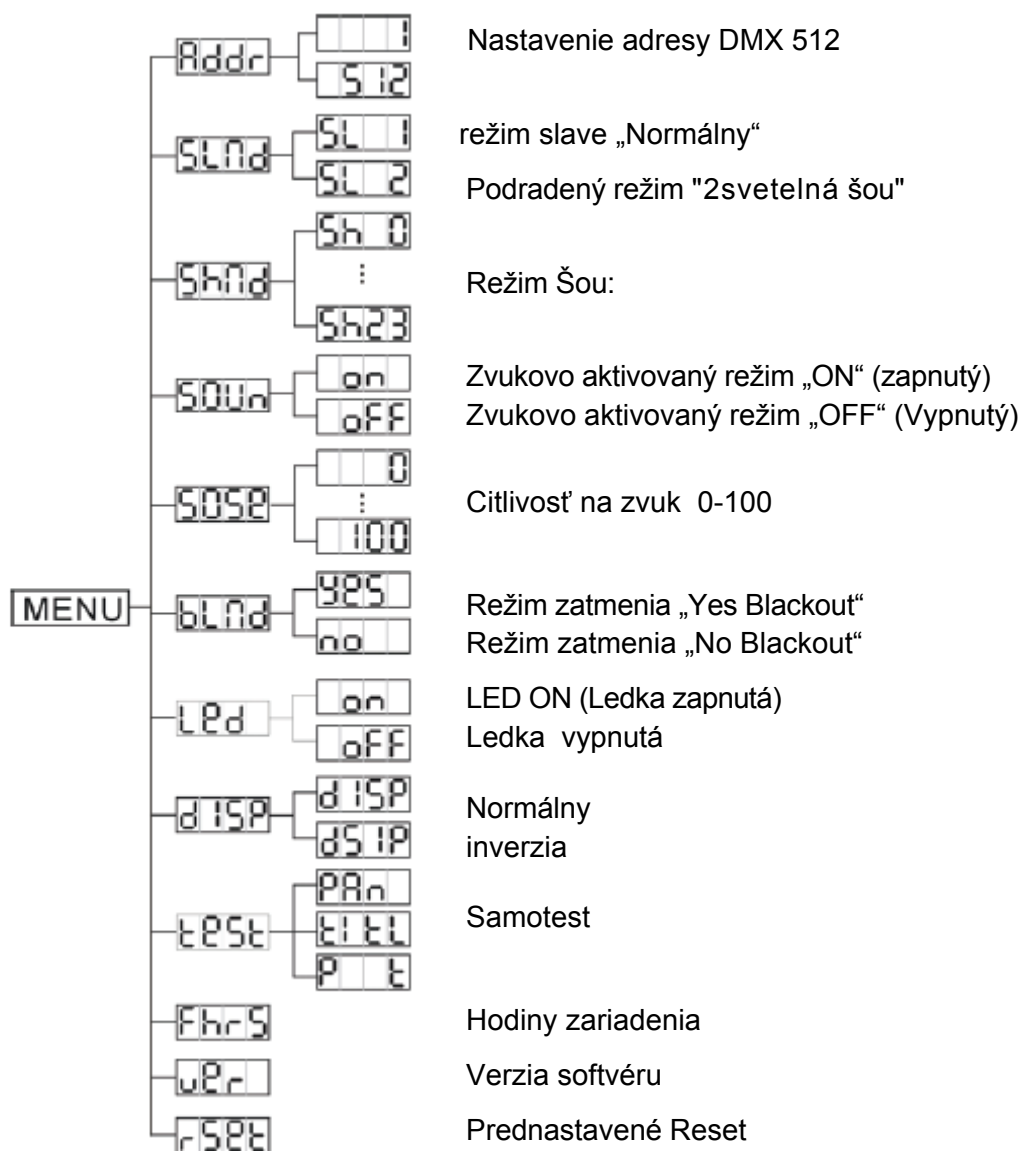 Addr
1
512
Nastavenie adresy DMX 512
SLMd
SL 1
SL 2
režim slave „Normálny“
Podradený režim "2svetelná šou"
ShMd
Sh 0
⋮
Sh23
Režim Šou:
SOUn
on
oFF
Zvukovo aktivovaný režim „ON“ (zapnutý)
Zvukovo aktivovaný režim „OFF“ (Vypnutý)
SOSe
0
⋮
100
Citlivosť na zvuk 0-100
MENU
bLMd
yes
no
Režim zatmenia „Yes Blackout“
Režim zatmenia „No Blackout“
Led
on
oFF
LED ON (Ledka zapnutá)
Ledka vypnutá
dISP
dISP
dSIP
Normálny
inverzia
test
PAn
tItL
P t
Samotest
FhrS
Hodiny zariadenia
ver
Verzia softvéru
rSet
Prednastavené Reset